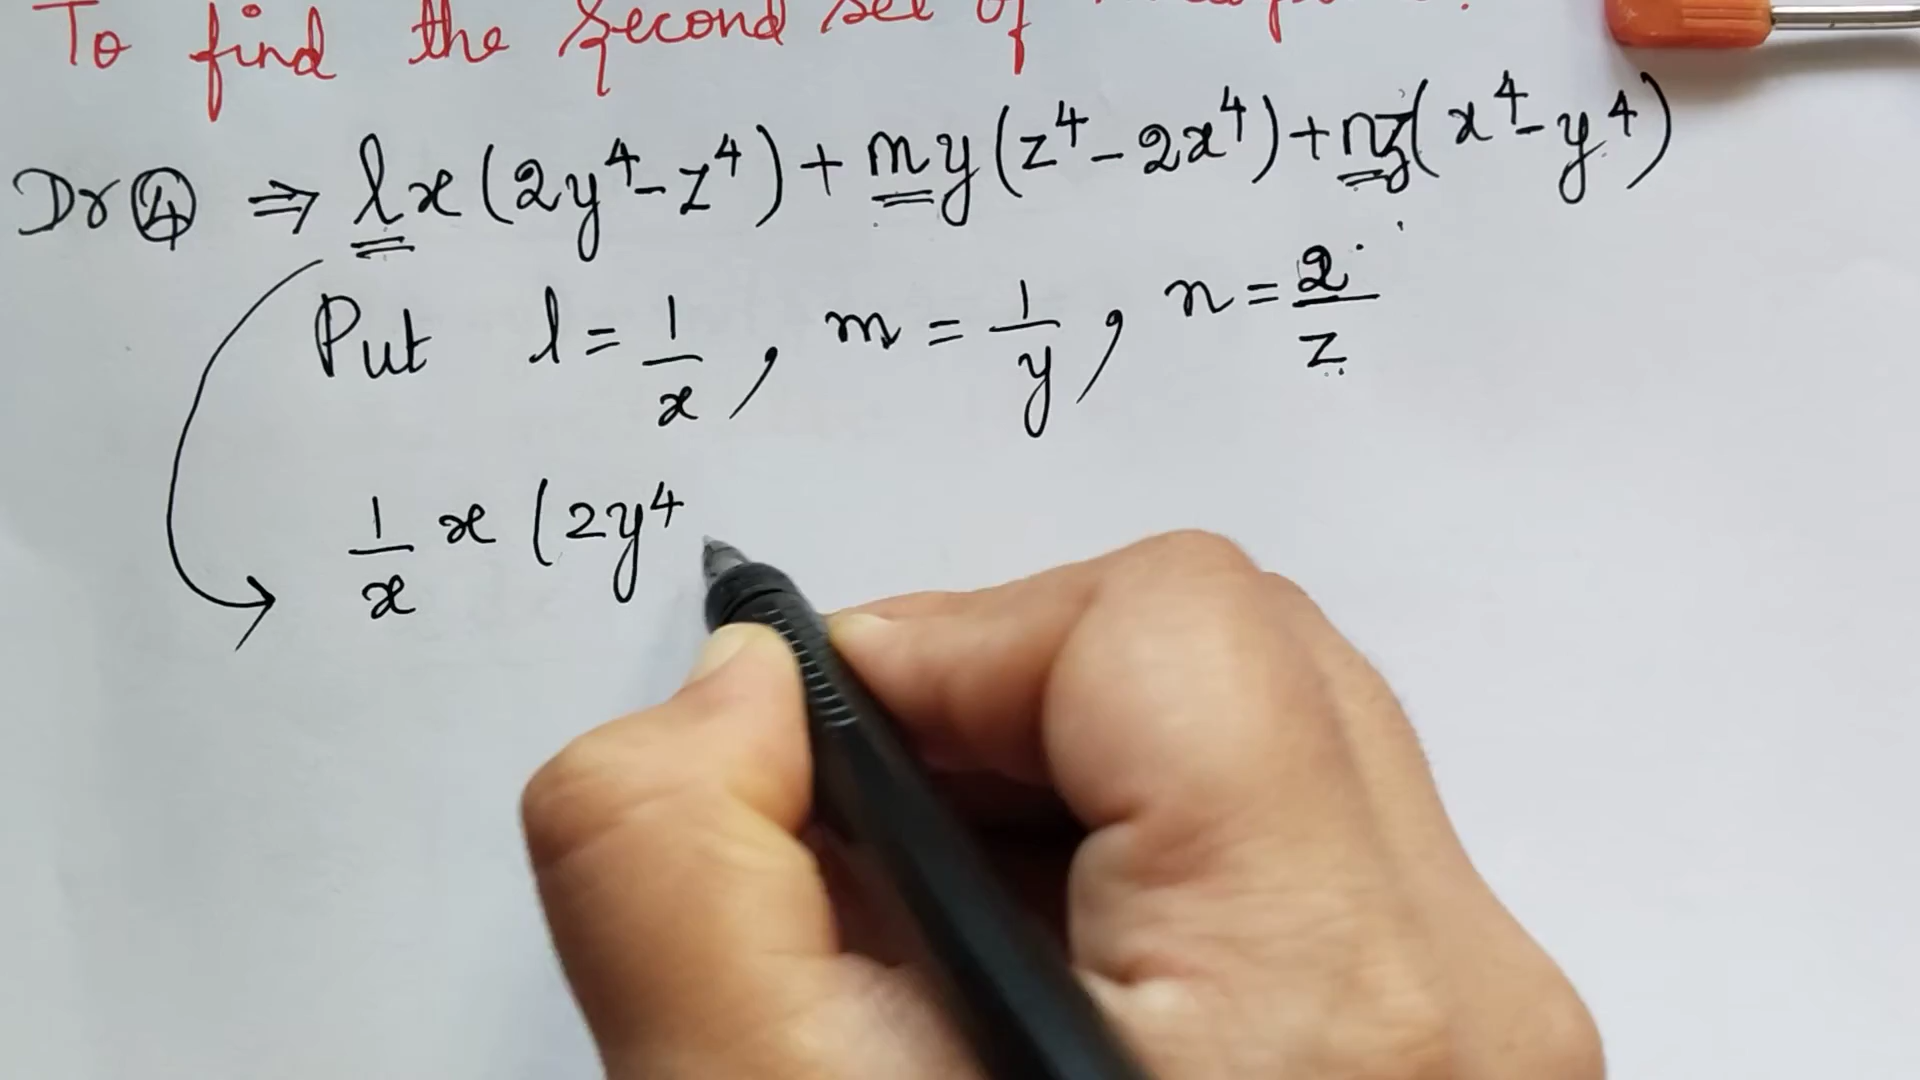 To find the second set of
Dr ④ ⇒ lx(2y⁴-z⁴)+my(z⁴-2x⁴)+nz(x⁴-y⁴)
Put l = 1/x, m = 1/y, n = 2/z
1/x x (2y⁴